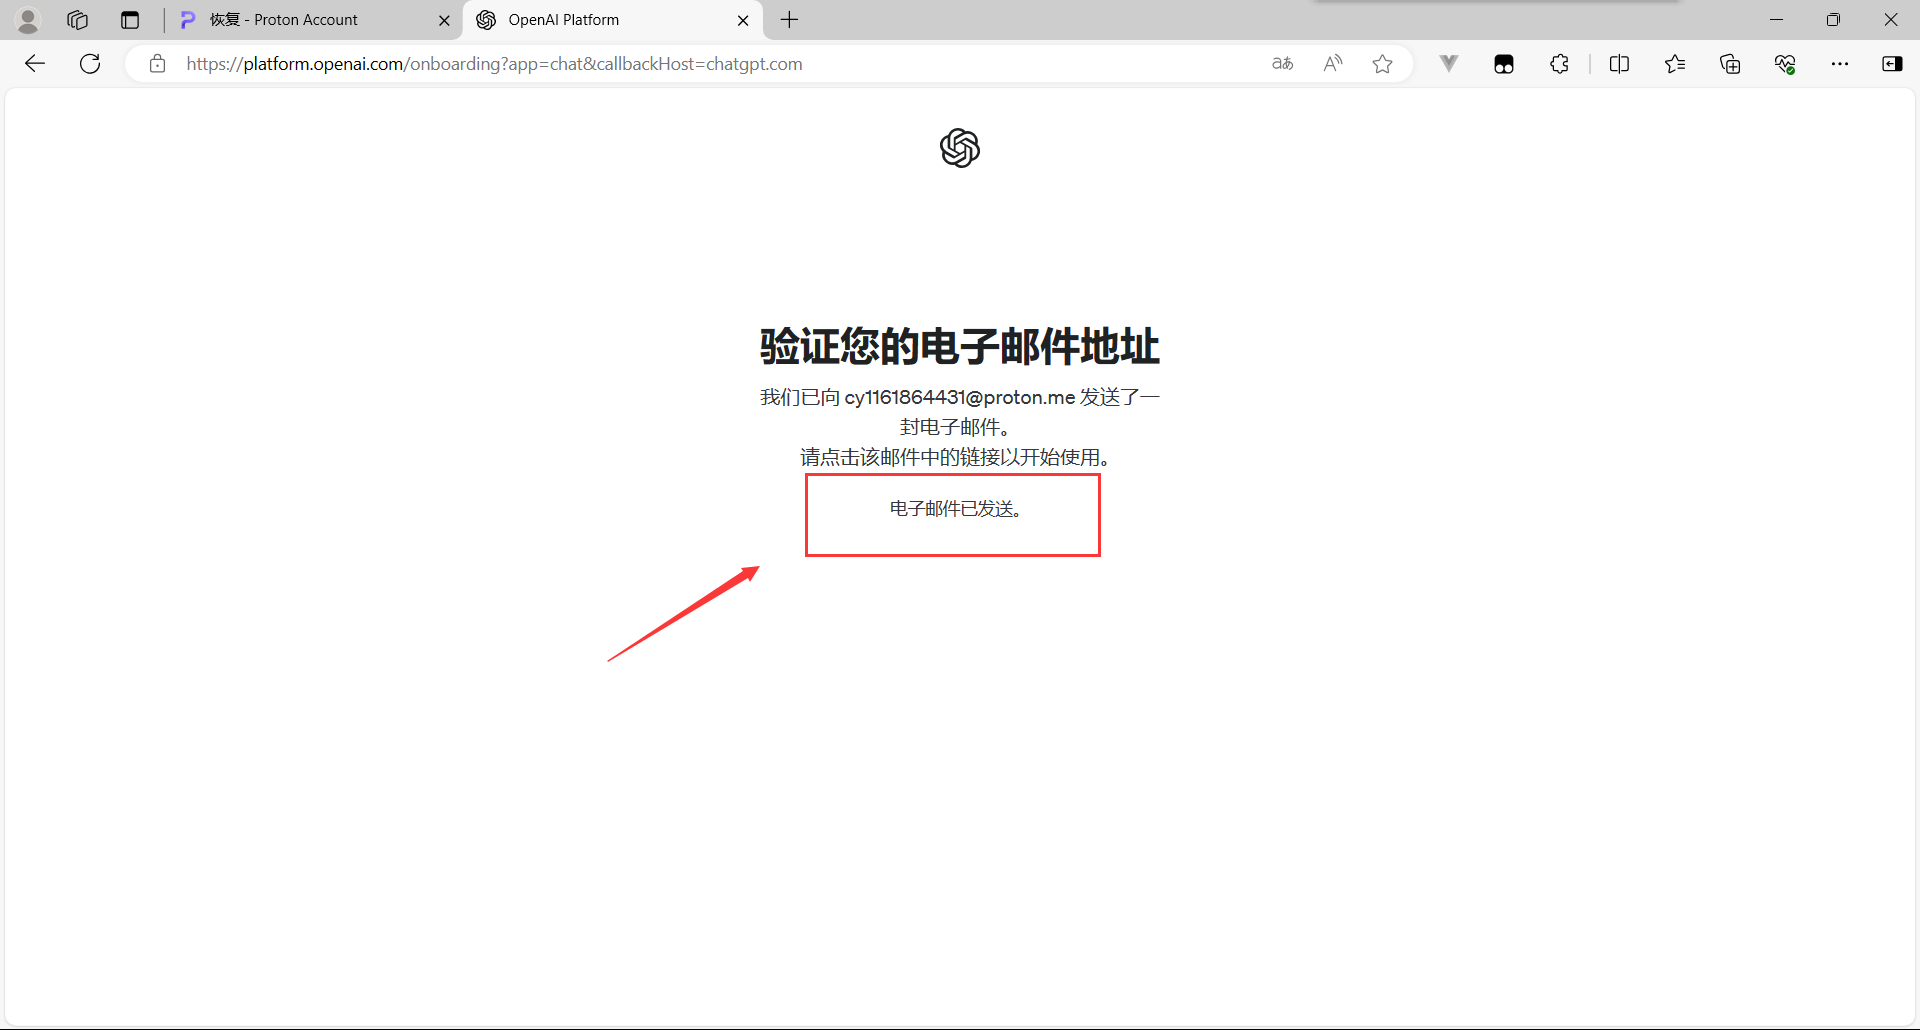 恢复 - Proton Account
OpenAI Platform
https://platform.openai.com/onboarding?app=chat&callbackHost=chatgpt.com
aあ
A
验证您的电子邮件地址
我们已向 cy1161864431@proton.me 发送了一
封电子邮件。
请点击该邮件中的链接以开始使用。
电子邮件已发送。